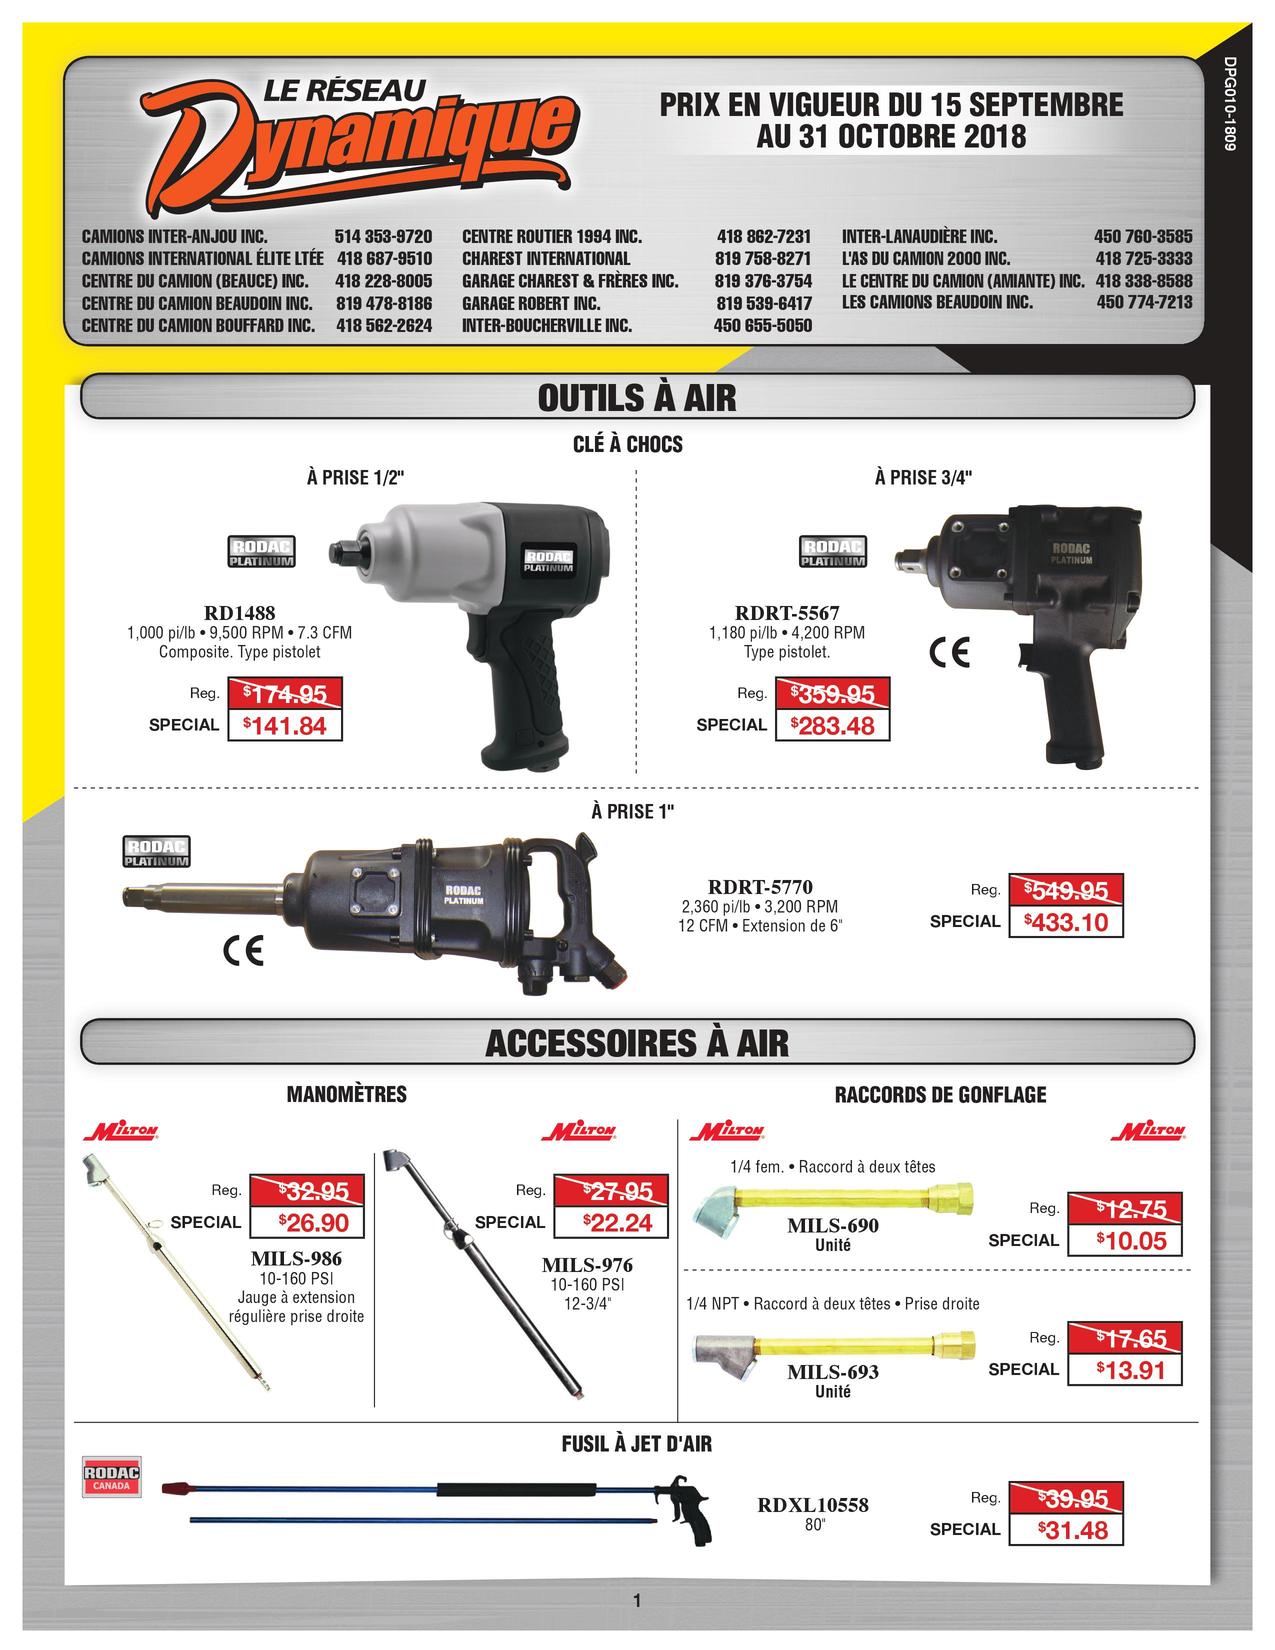 LE RÉSEAU
Dynamique
PRIX EN VIGUEUR DU 15 SEPTEMBRE
AU 31 OCTOBRE 2018
DPG010-1809
CAMIONS INTER-ANJOU INC. 514 353-9720
CAMIONS INTERNATIONAL ÉLITE LTÉE 418 687-9510
CENTRE DU CAMION (BEAUCE) INC. 418 228-8005
CENTRE DU CAMION BEAUDOIN INC. 819 478-8186
CENTRE DU CAMION BOUFFARD INC. 418 562-2624
CENTRE ROUTIER 1994 INC. 418 862-7231
CHAREST INTERNATIONAL 819 758-8271
GARAGE CHAREST & FRÈRES INC. 819 376-3754
GARAGE ROBERT INC. 819 539-6417
INTER-BOUCHERVILLE INC. 450 655-5050
INTER-LANAUDIÈRE INC. 450 760-3585
L'AS DU CAMION 2000 INC. 418 725-3333
LE CENTRE DU CAMION (AMIANTE) INC. 418 338-8588
LES CAMIONS BEAUDOIN INC. 450 774-7213
OUTILS À AIR
CLÉ À CHOCS
À PRISE 1/2"
RODAC
PLATINUM
RODAC
PLATINUM
RD1488
1,000 pi/lb • 9,500 RPM • 7.3 CFM
Composite. Type pistolet
Reg. $174.95
SPECIAL $141.84
À PRISE 3/4"
RODAC
PLATINUM
RODAC
PLATINUM
RDRT-5567
1,180 pi/lb • 4,200 RPM
Type pistolet.
CE
Reg. $359.95
SPECIAL $283.48
À PRISE 1"
RODAC
PLATINUM
RODAC
PLATINUM
CE
RDRT-5770
2,360 pi/lb • 3,200 RPM
12 CFM • Extension de 6"
Reg. $549.95
SPECIAL $433.10
ACCESSOIRES À AIR
MANOMÈTRES
MILTON
Reg. $32.95
SPECIAL $26.90
MILS-986
10-160 PSI
Jauge à extension
régulière prise droite
MILTON
Reg. $27.95
SPECIAL $22.24
MILS-976
10-160 PSI
12-3/4"
RACCORDS DE GONFLAGE
MILTON
MILTON
1/4 fem. • Raccord à deux têtes
MILS-690
Unité
Reg. $12.75
SPECIAL $10.05
1/4 NPT • Raccord à deux têtes • Prise droite
MILS-693
Unité
Reg. $17.65
SPECIAL $13.91
FUSIL À JET D'AIR
RODAC
CANADA
RDXL10558
80"
Reg. $39.95
SPECIAL $31.48
1